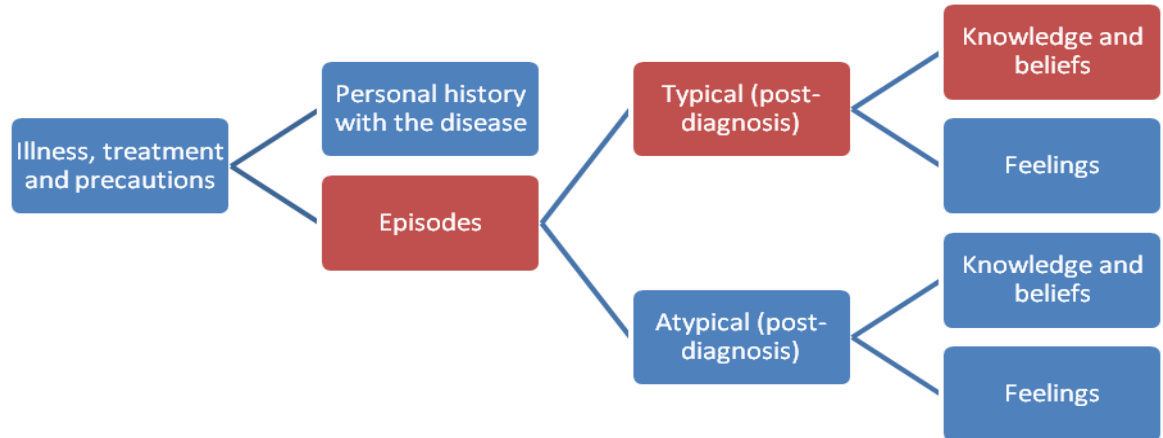 Illness, treatment
and precautions
Personal history
with the disease
Episodes
Typical (post-
diagnosis)
Atypical (post-
diagnosis)
Knowledge and
beliefs
Feelings
Knowledge and
beliefs
Feelings